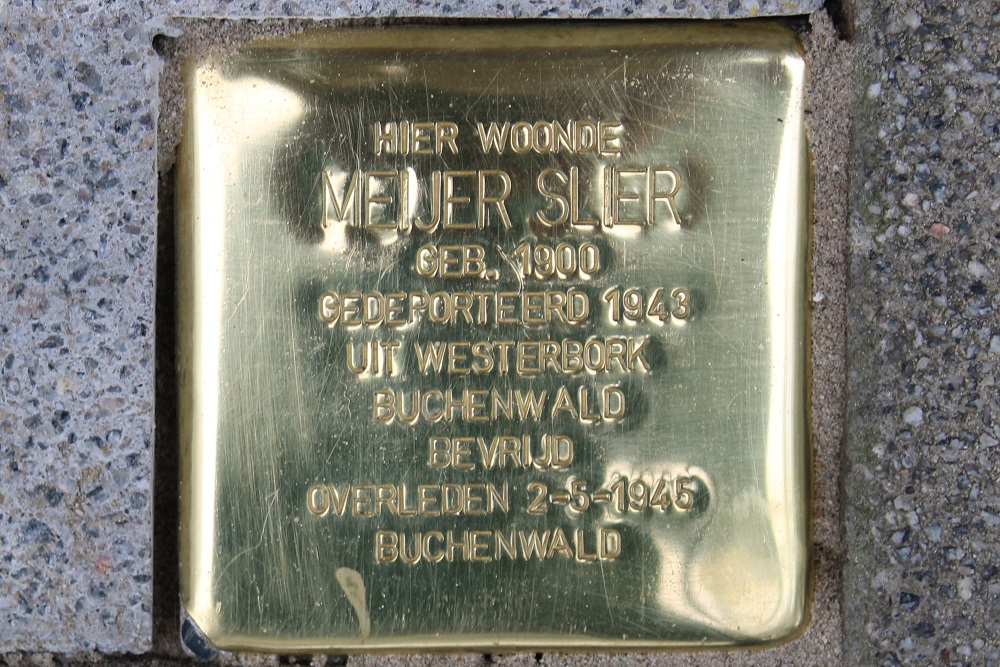 HIER WOONDE
MEIJER SLIER
GEB. 1900
GEDEPORTEERD 1943
UIT WESTERBORK
BUCHENWALD
BEVRIJD
OVERLEDEN 2-5-1945
BUCHENWALD